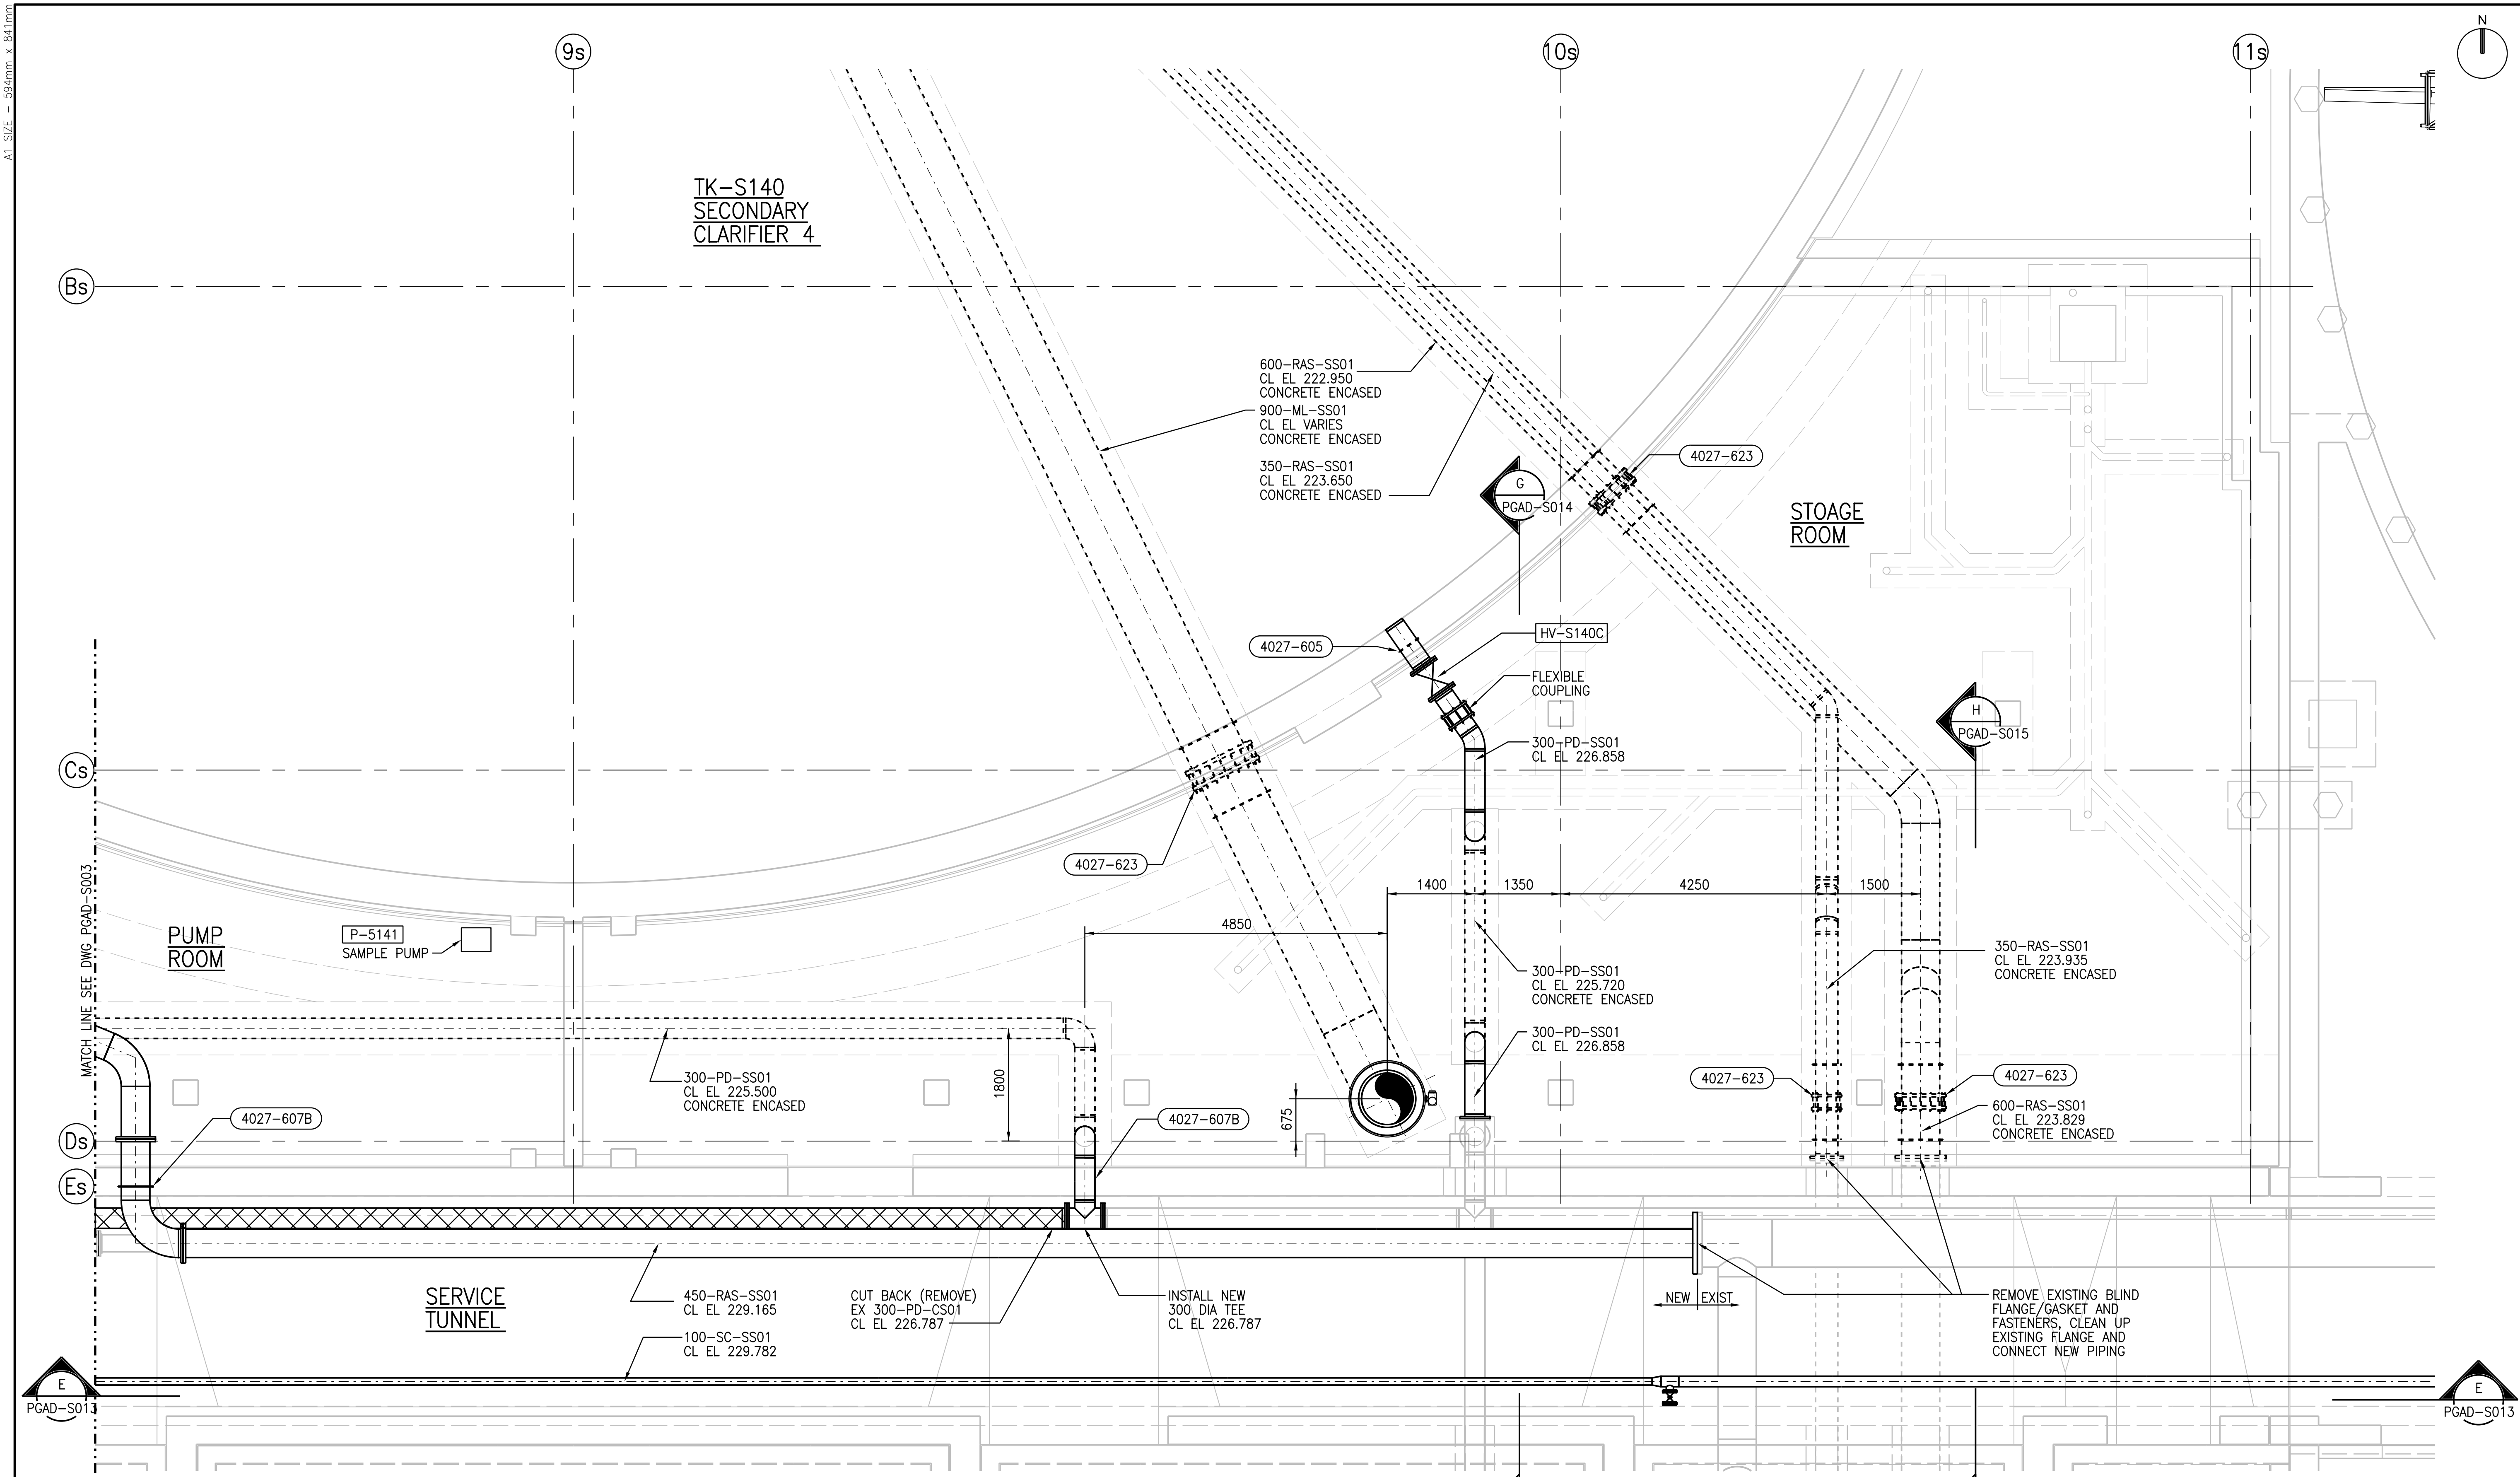 A1 SIZE - 594mm x 841mm
9s
10s
11s
N
TK-S140
SECONDARY
CLARIFIER 4
Bs
600-RAS-SS01
CL EL 222.950
CONCRETE ENCASED
900-ML-SS01
CL EL VARIES
CONCRETE ENCASED
350-RAS-SS01
CL EL 223.650
CONCRETE ENCASED
4027-623
G
PGAD-S014
STOAGE
ROOM
4027-605
HV-S140C
FLEXIBLE
COUPLING
H
PGAD-S015
300-PD-SS01
CL EL 226.858
Cs
4027-623
1400
1350
4250
1500
4850
MATCH LINE SEE DWG PGAD-S003
PUMP
ROOM
P-5141
SAMPLE PUMP
350-RAS-SS01
CL EL 223.935
CONCRETE ENCASED
300-PD-SS01
CL EL 225.720
CONCRETE ENCASED
300-PD-SS01
CL EL 226.858
300-PD-SS01
CL EL 225.500
CONCRETE ENCASED
1800
675
4027-623
4027-623
4027-607B
4027-607B
600-RAS-SS01
CL EL 223.829
CONCRETE ENCASED
Ds
Es
SERVICE
TUNNEL
450-RAS-SS01
CL EL 229.165
100-SC-SS01
CL EL 229.782
CUT BACK (REMOVE)
EX 300-PD-CS01
CL EL 226.787
INSTALL NEW
300 DIA TEE
CL EL 226.787
NEW
EXIST
REMOVE EXISTING BLIND
FLANGE/GASKET AND
FASTENERS, CLEAN UP
EXISTING FLANGE AND
CONNECT NEW PIPING
E
PGAD-S013
E
PGAD-S013